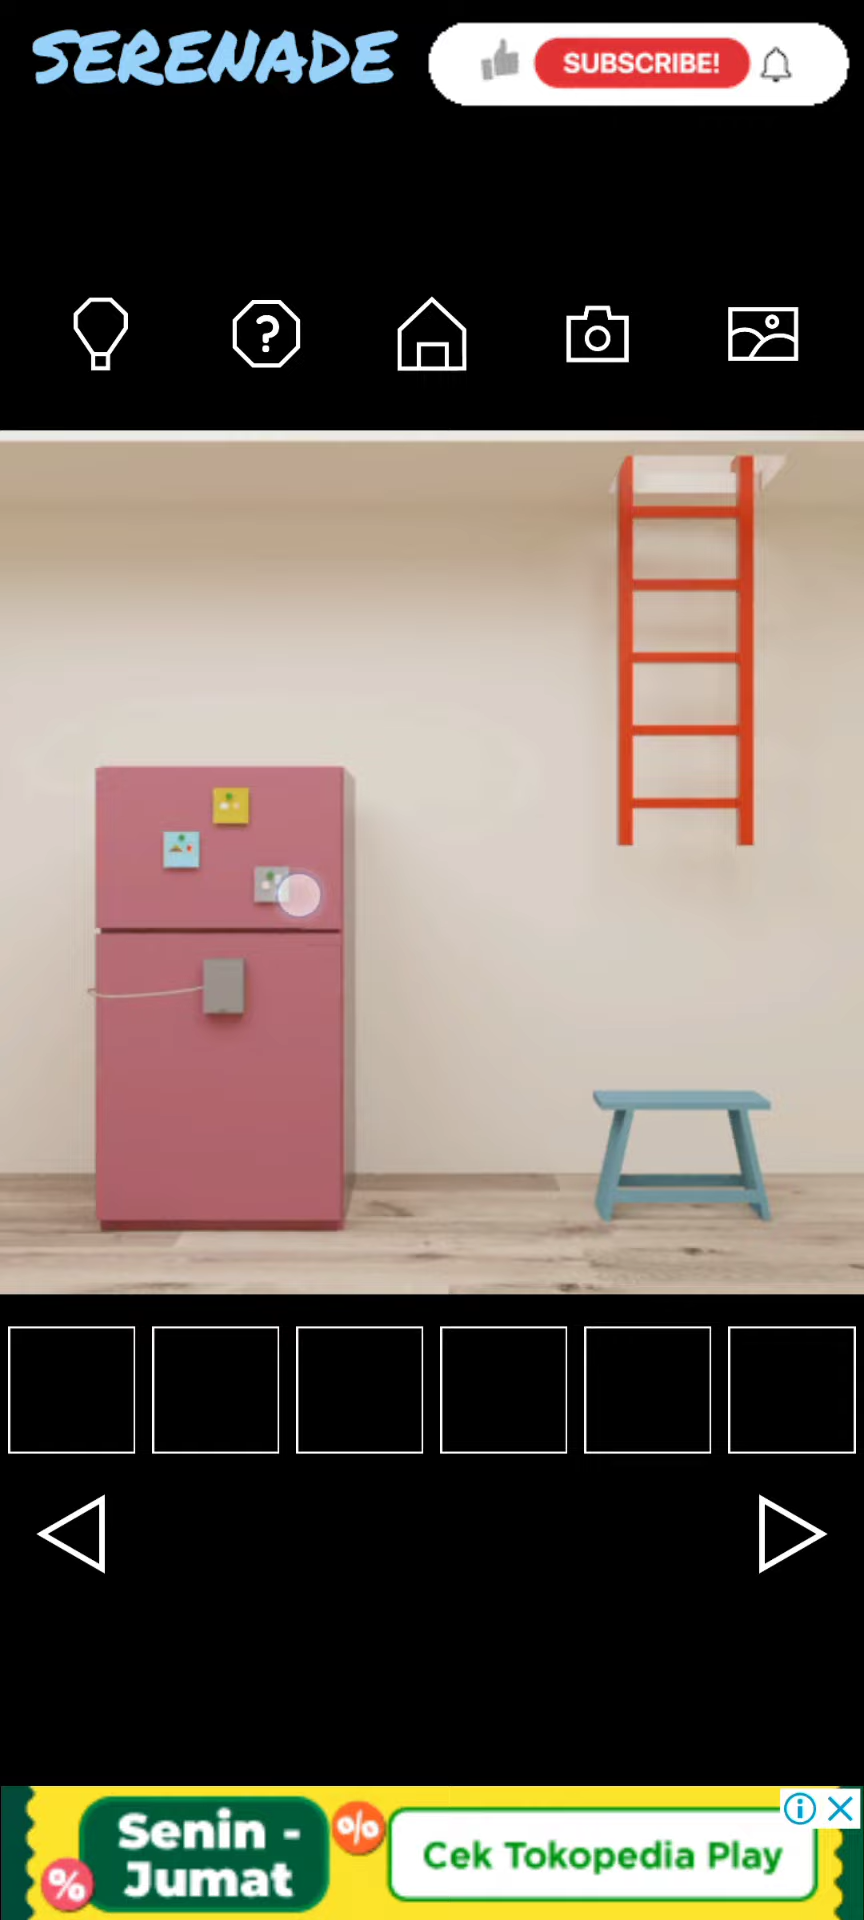 SERENADE
SUBSCRIBE!
?
Senin -
Jumat
%
%
Cek Tokopedia Play